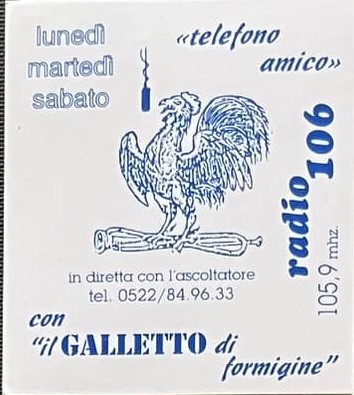 lunedì
martedì
sabato
«telefono
amico»
radio 106
105,9 mhz
in diretta con l'ascoltatore
tel. 0522/84.96.33
con
"il GALLETTO di
formigine"